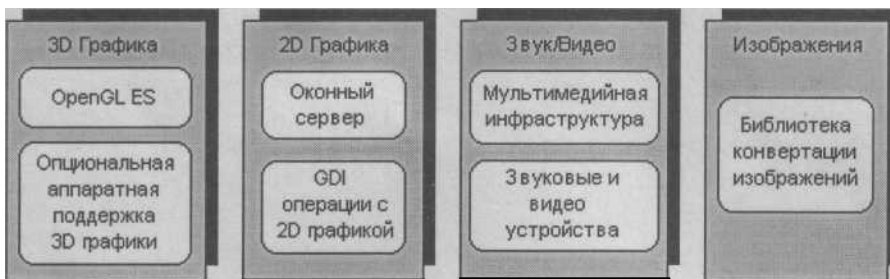 3D Графика
OpenGL ES
Опциональная
аппаратная
поддержка
3D графики
2D Графика
Оконный
сервер
GDI
операции с
2D графикой
Звук/Видео
Мультимедийная
инфраструктура
Звуковые и
видео
устройства
Изображения
Библиотека
конвертации
изображений